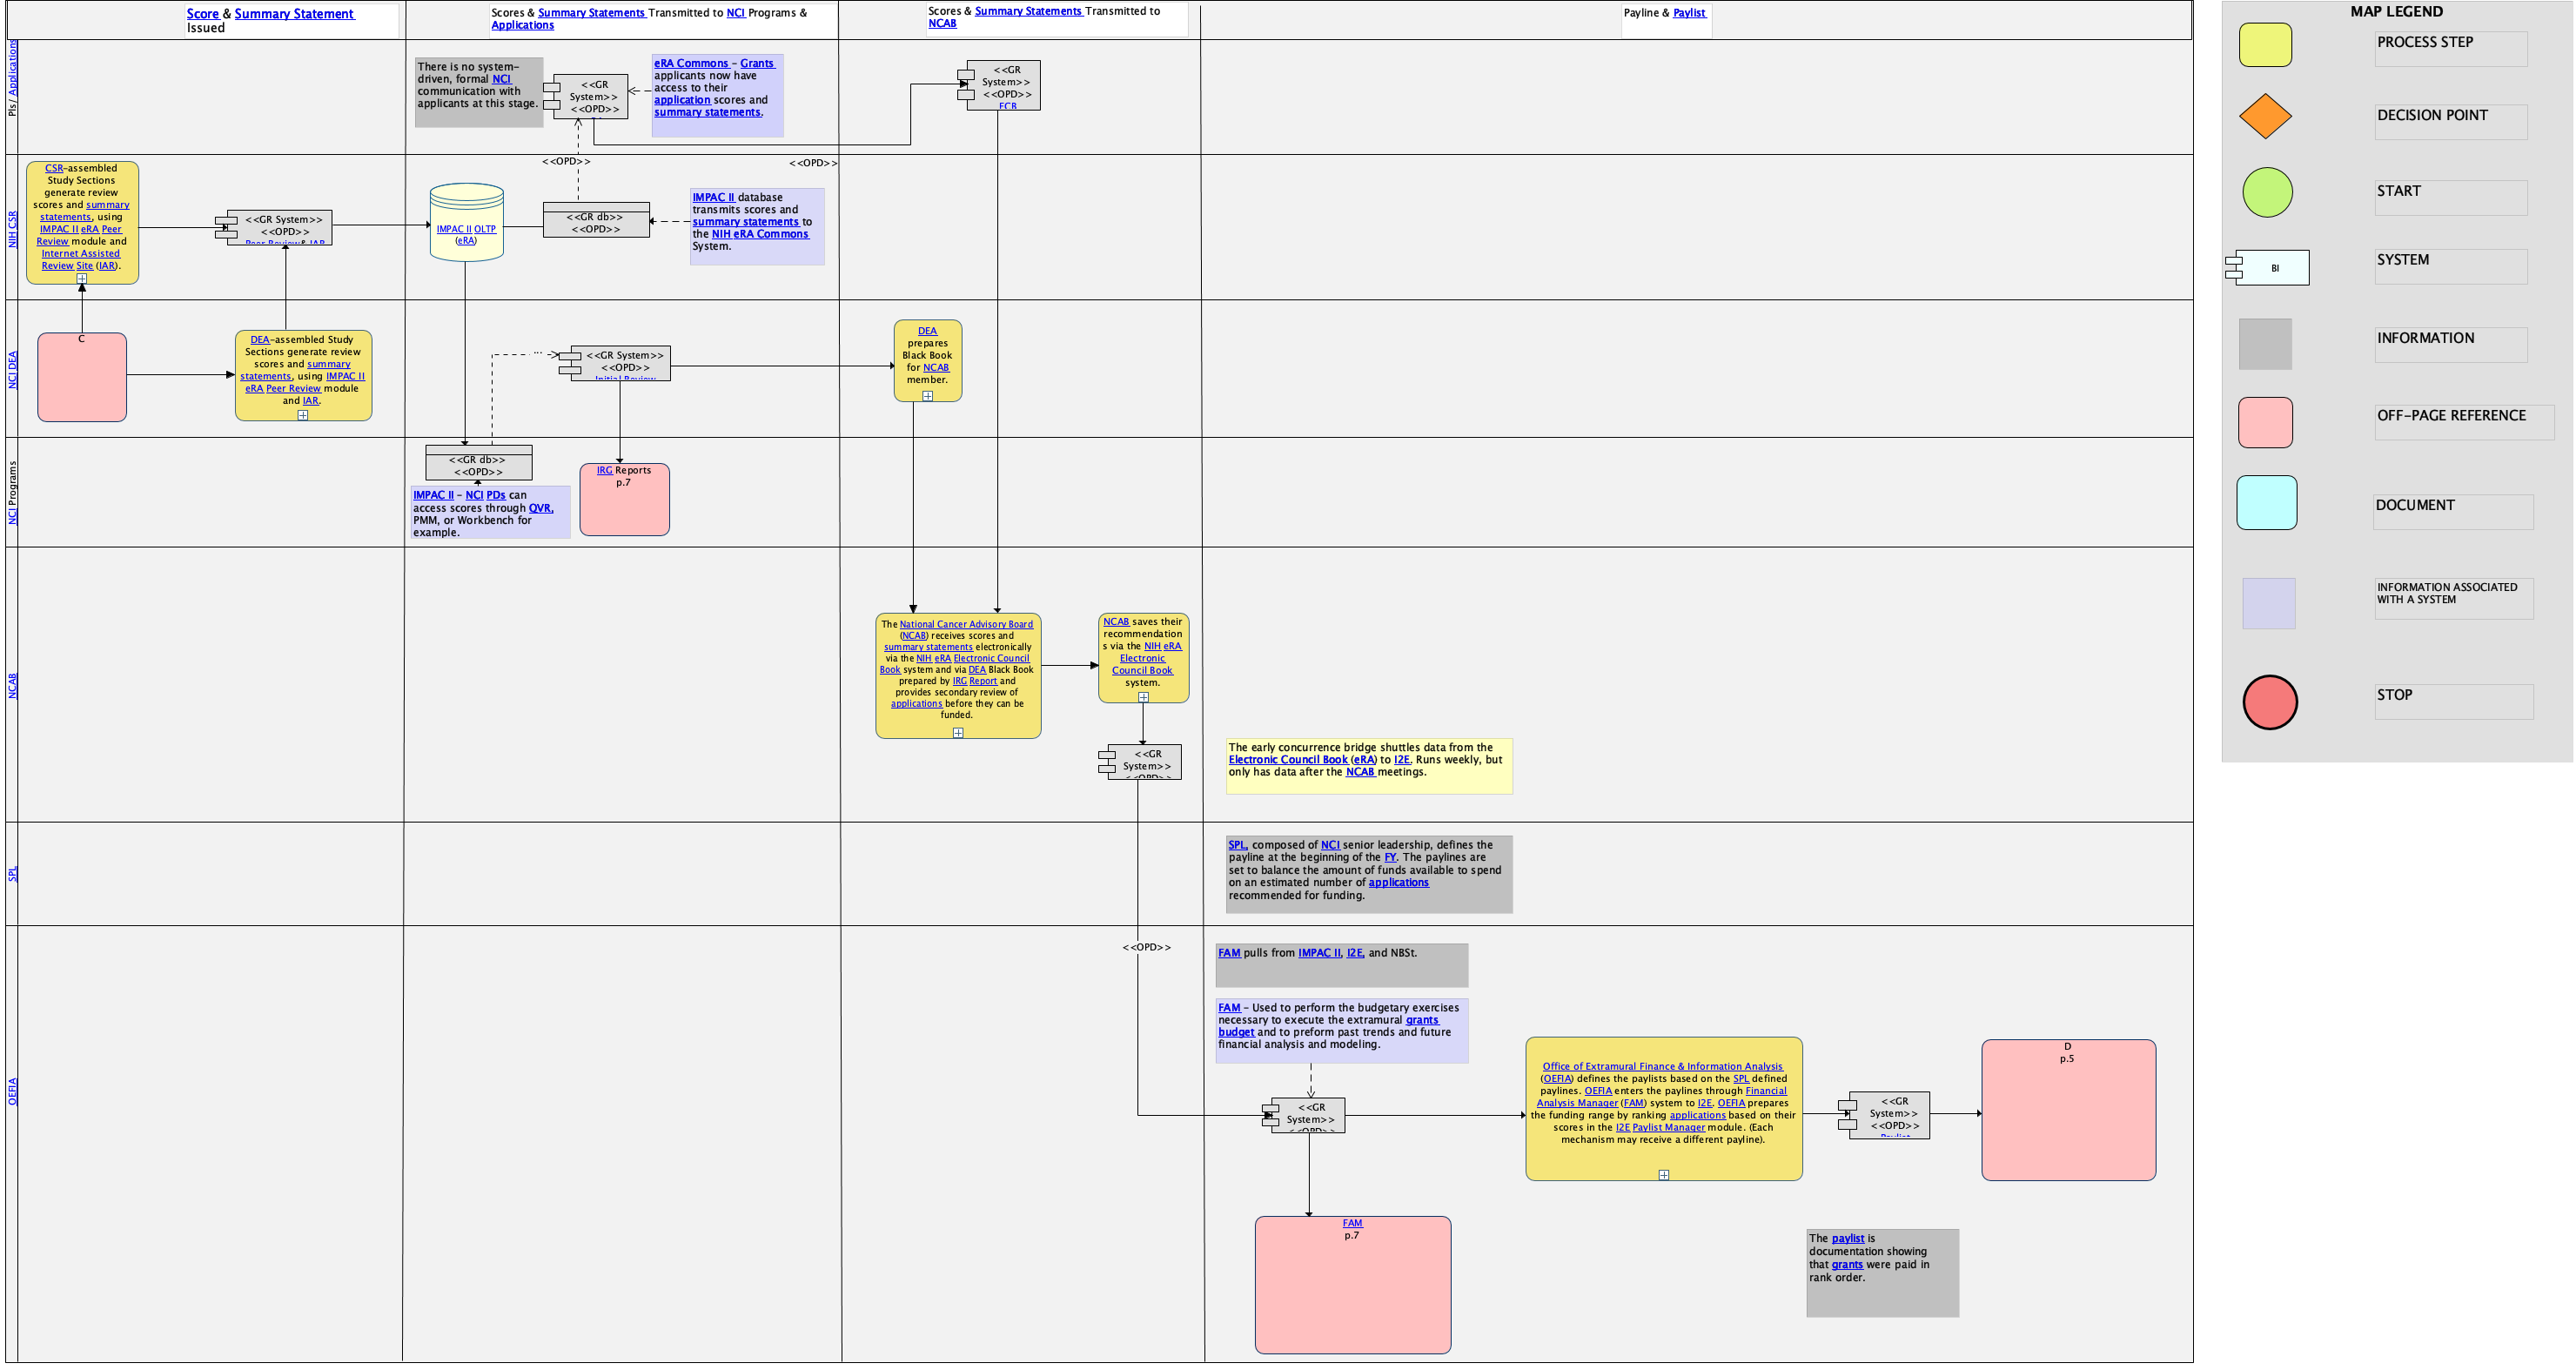 Score & Summary Statement
Issued
Scores & Summary Statements Transmitted to NCI Programs &
Applications
Scores & Summary Statements Transmitted to
NCAB
Payline & Paylist
PIs/ Applications
There is no system-
driven, formal NCI
communication with
applicants at this stage.
<<GR
System>>
<<OPD>>
eRA Commons – Grants
applicants now have
access to their
application scores and
summary statements.
<<GR
System>>
<<OPD>>
ECB
NIH CSR
CSR-assembled
Study Sections
generate review
scores and summary
statements, using
IMPAC II eRA Peer
Review module and
Internet Assisted
Review Site (IAR).
<<GR System>>
<<OPD>>
Peer Review& IAR
IMPAC II OLTP
(eRA)
<<OPD>>
<<GR db>>
<<OPD>>
<<OPD>>
IMPAC II database
transmits scores and
summary statements to
the NIH eRA Commons
System.
NCI DEA
C
DEA-assembled Study
Sections generate review
scores and summary
statements, using IMPAC II
eRA Peer Review module
and IAR.
...
<<GR System>>
<<OPD>>
Initial Review
DEA
prepares
Black Book
for NCAB
member.
NCI Programs
<<GR db>>
<<OPD>>
IMPAC II – NCI PDs can
access scores through QVR,
PMM, or Workbench for
example.
IRG Reports
p.7
NCAB
The National Cancer Advisory Board
(NCAB) receives scores and
summary statements electronically
via the NIH eRA Electronic Council
Book system and via DEA Black Book
prepared by IRG Report and
provides secondary review of
applications before they can be
funded.
NCAB saves their
recommendation
s via the NIH eRA
Electronic
Council Book
system.
<<GR
System>>
<<OPD>>
The early concurrence bridge shuttles data from the
Electronic Council Book (eRA) to I2E. Runs weekly, but
only has data after the NCAB meetings.
SPL
SPL, composed of NCI senior leadership, defines the
payline at the beginning of the FY. The paylines are
set to balance the amount of funds available to spend
on an estimated number of applications
recommended for funding.
OEFIA
<<OPD>>
FAM pulls from IMPAC II, I2E, and NBSt.
FAM – Used to perform the budgetary exercises
necessary to execute the extramural grants
budget and to preform past trends and future
financial analysis and modeling.
<<GR
System>>
<<OPD>>
Office of Extramural Finance & Information Analysis
(OEFIA) defines the paylists based on the SPL defined
paylines. OEFIA enters the paylines through Financial
Analysis Manager (FAM) system to I2E. OEFIA prepares
the funding range by ranking applications based on their
scores in the I2E Paylist Manager module. (Each
mechanism may receive a different payline).
<<GR
System>>
<<OPD>>
Paylist
D
p.5
FAM
p.7
The paylist is
documentation showing
that grants were paid in
rank order.
MAP LEGEND
PROCESS STEP
DECISION POINT
START
BI
SYSTEM
INFORMATION
OFF-PAGE REFERENCE
DOCUMENT
INFORMATION ASSOCIATED
WITH A SYSTEM
STOP